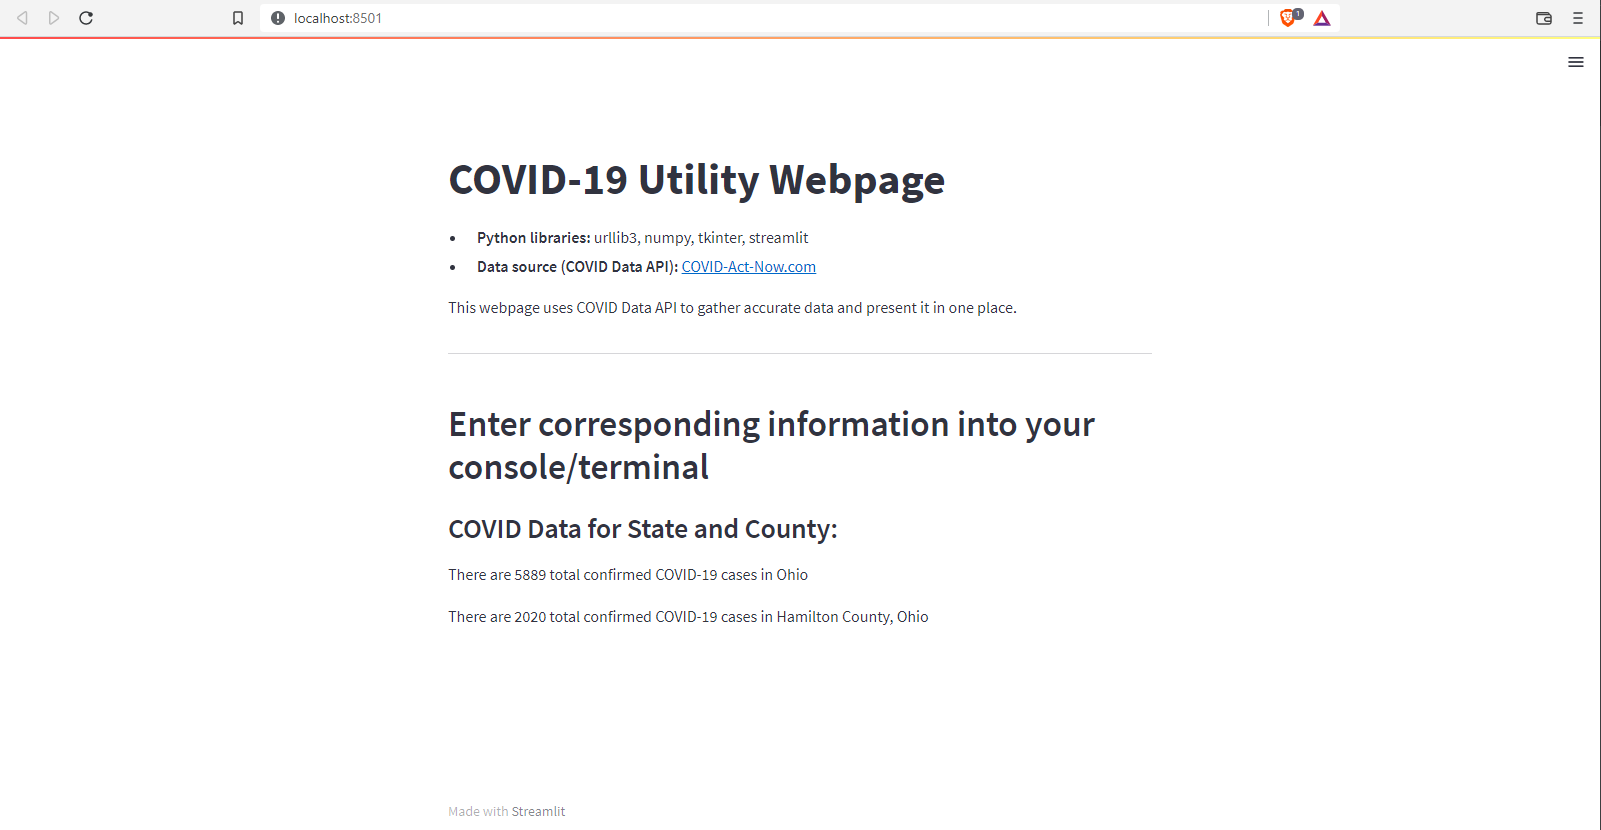 localhost:8501
1
COVID-19 Utility Webpage
• Python libraries: urllib3, numpy, tkinter, streamlit
• Data source (COVID Data API): COVID-Act-Now.com
This webpage uses COVID Data API to gather accurate data and present it in one place.
Enter corresponding information into your
console/terminal
COVID Data for State and County:
There are 5889 total confirmed COVID-19 cases in Ohio
There are 2020 total confirmed COVID-19 cases in Hamilton County, Ohio
Made with Streamlit